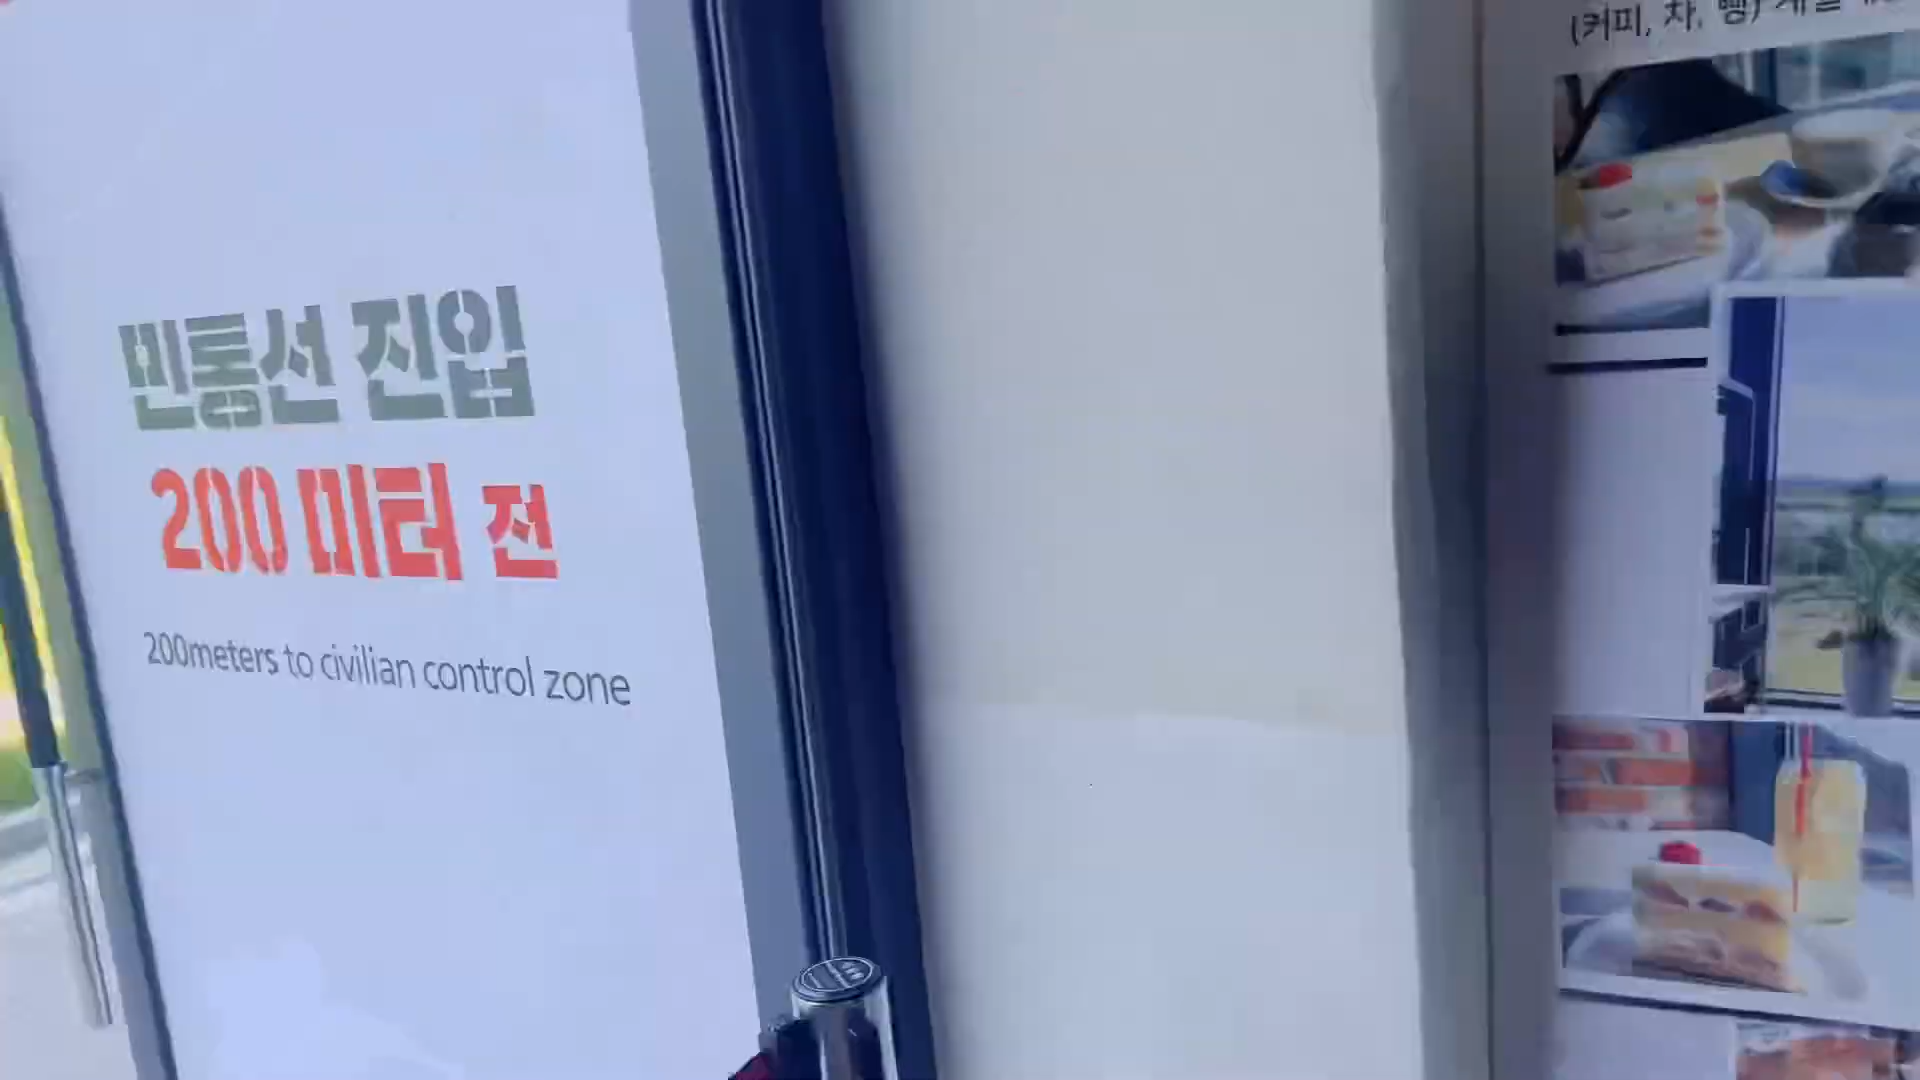 민통선 진입
200 미터 전
200meters to civilian control zone
(커피, 차, 빵)